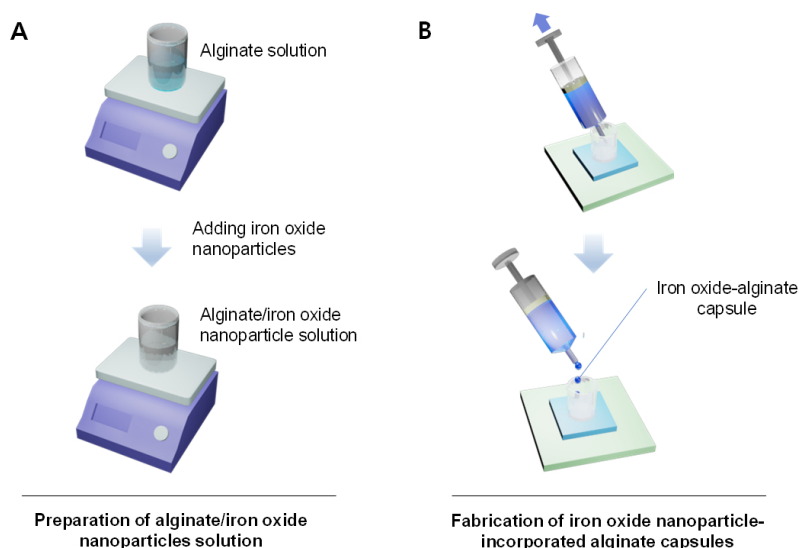 A
Alginate solution
Adding iron oxide
nanoparticles
Alginate/iron oxide
nanoparticle solution
Preparation of alginate/iron oxide
nanoparticles solution
B
Iron oxide-alginate
capsule
Fabrication of iron oxide nanoparticle-
incorporated alginate capsules